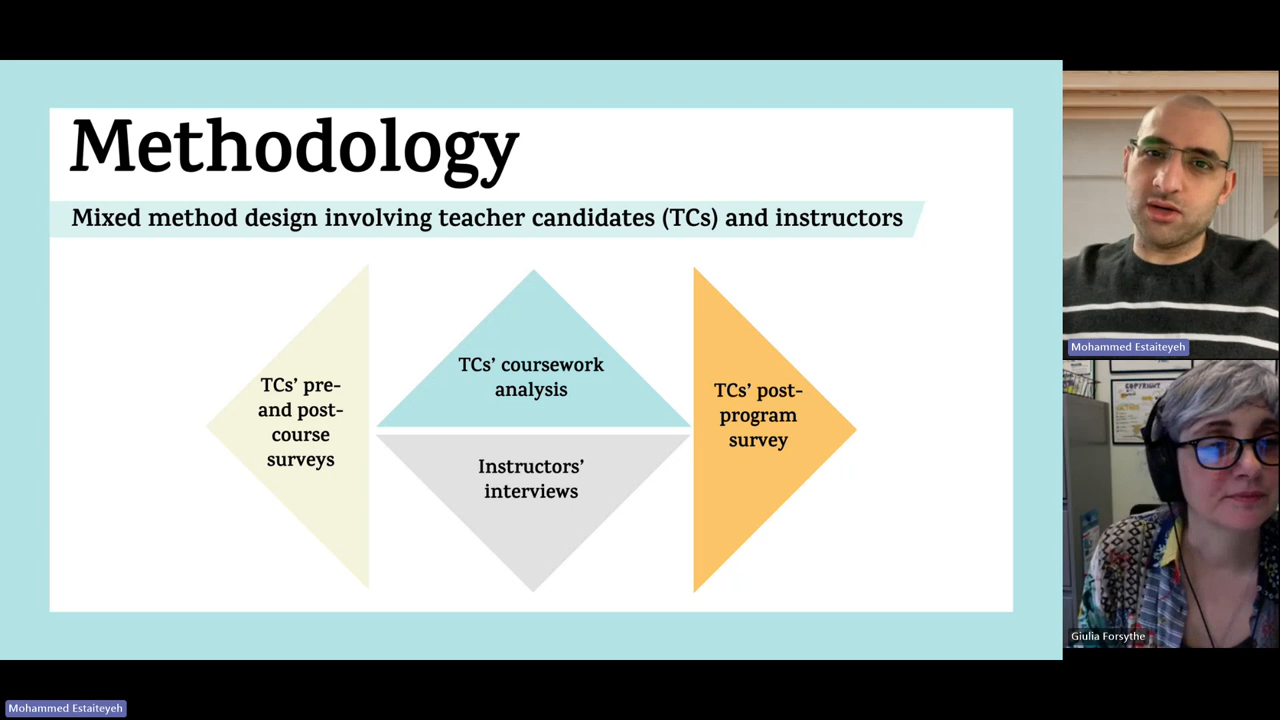 Methodology
Mixed method design involving teacher candidates (TCs) and instructors
TCs’ pre-
and post-
course
surveys
TCs’ coursework
analysis
Instructors’
interviews
TCs’ post-
program
survey
Mohammed Estaiteyeh
COPYRIGHT
Giulia Forsythe
Mohammed Estaiteyeh